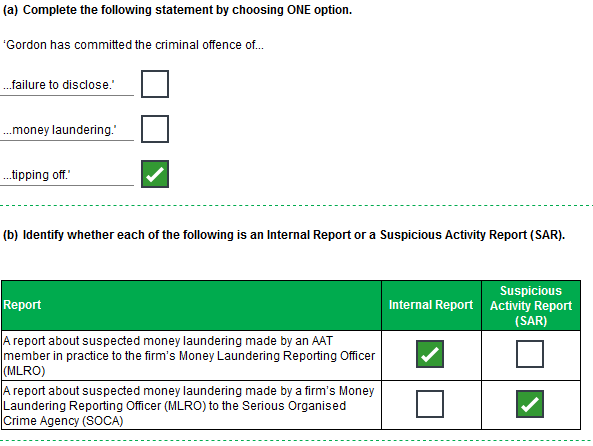 (a) Complete the following statement by choosing ONE option.
‘Gordon has committed the criminal offence of...
...failure to disclose.'
...money laundering.'
...tipping off.'
(b) Identify whether each of the following is an Internal Report or a Suspicious Activity Report (SAR).
Report
Internal Report
Suspicious
Activity Report
(SAR)
A report about suspected money laundering made by an AAT
member in practice to the firm's Money Laundering Reporting Officer
(MLRO)
A report about suspected money laundering made by a firm's Money
Laundering Reporting Officer (MLRO) to the Serious Organised
Crime Agency (SOCA)